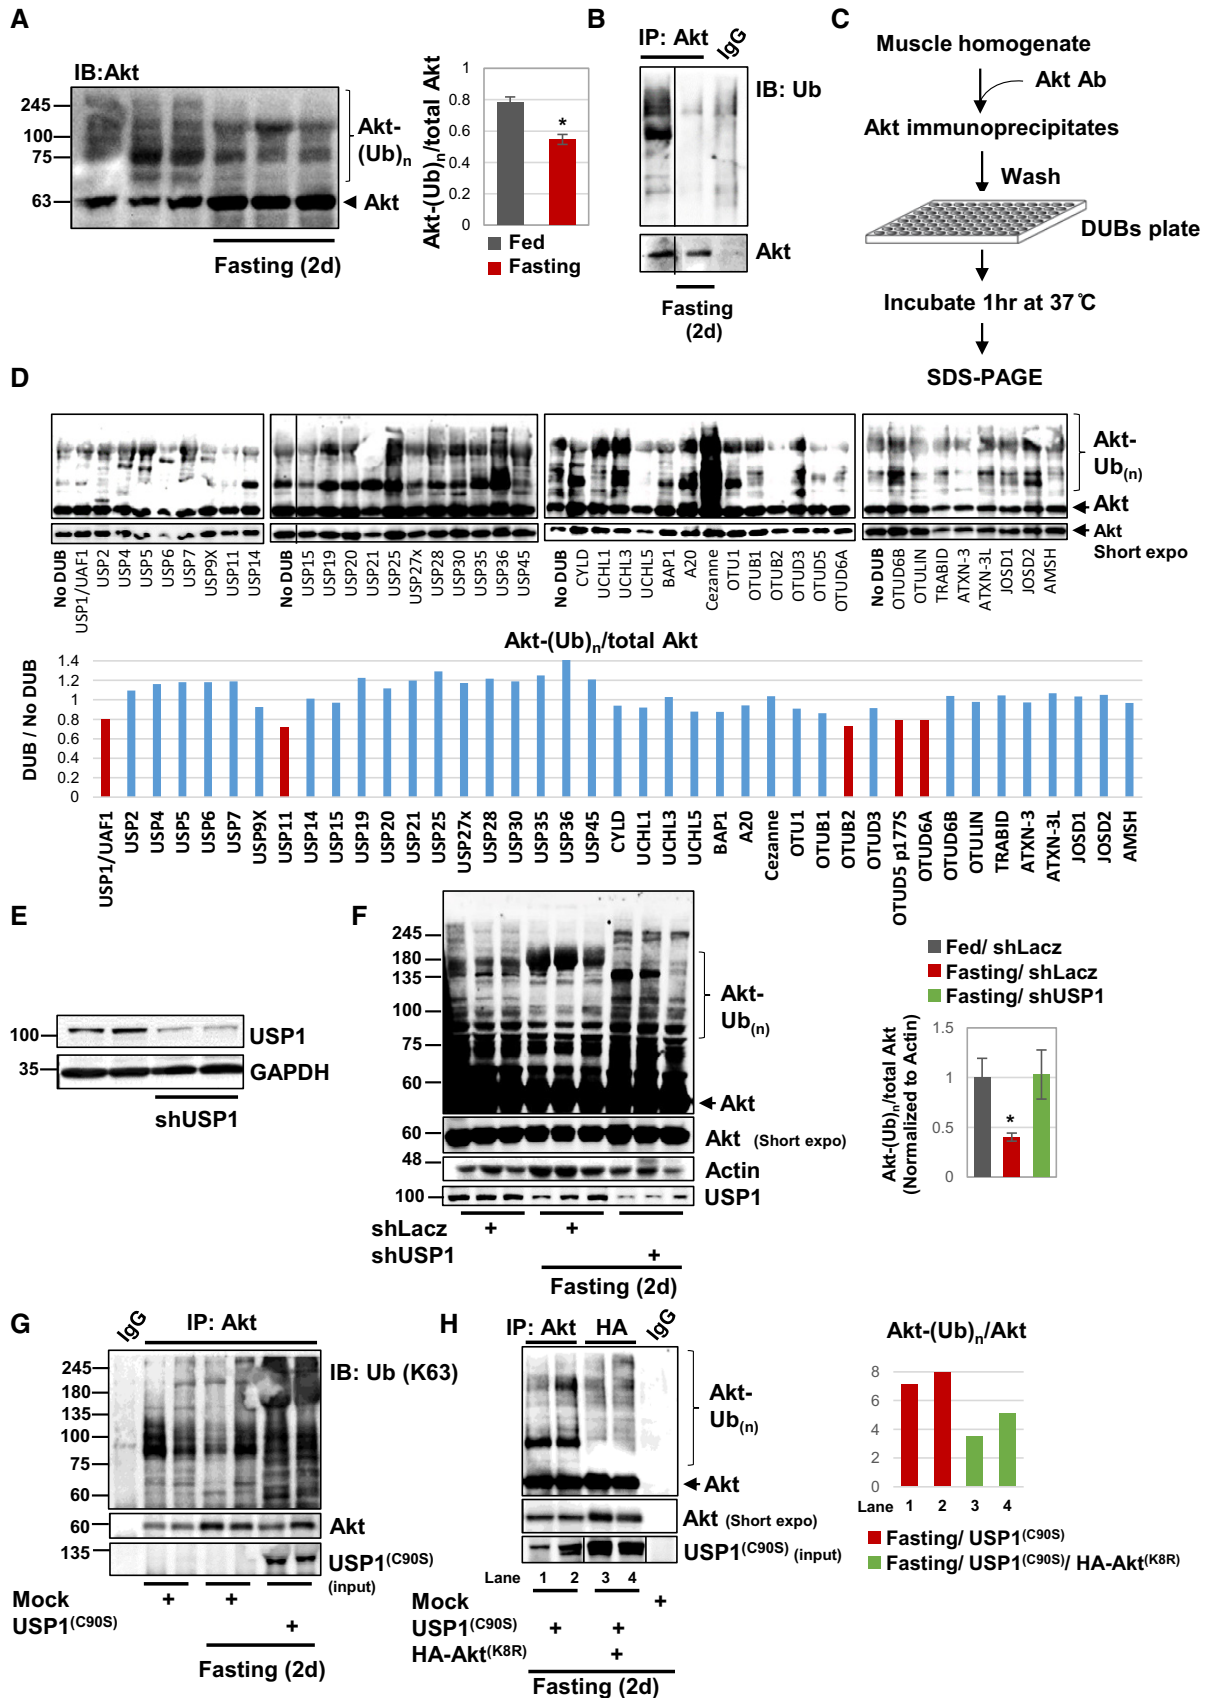 A
IB:Akt
245
100
75
63
Akt-
(Ub)n
Akt
Fasting (2d)
Akt-(Ub)n/total Akt
1
0.8
0.6
0.4
0.2
0
*
Fed
Fasting
B
IP: Akt
IgG
IB: Ub
Akt
Fasting
(2d)
C
Muscle homogenate
Akt Ab
Akt immunoprecipitates
Wash
DUBs plate
Incubate 1hr at 37℃
SDS-PAGE
D
Akt-
Ub(n)
Akt
Akt
Short expo
No DUB
USP1/UAF1
USP2
USP4
USP5
USP6
USP7
USP9X
USP11
USP14
No DUB
USP15
USP19
USP20
USP21
USP25
USP27x
USP28
USP30
USP35
USP36
USP45
No DUB
CYLD
UCHL1
UCHL3
UCHL5
BAP1
A20
Cezanne
OTU1
OTUB1
OTUB2
OTUD3
OTUD5
OTUD6A
No DUB
OTUD6B
OTULIN
TRABID
ATXN-3
ATXN-3L
JOSD1
JOSD2
AMSH
Akt-(Ub)n/total Akt
DUB / No DUB
1.4
1.2
1
0.8
0.6
0.4
0.2
0
USP1/UAF1
USP2
USP4
USP5
USP6
USP7
USP9X
USP11
USP14
USP15
USP19
USP20
USP21
USP25
USP27x
USP28
USP30
USP35
USP36
USP45
CYLD
UCHL1
UCHL3
UCHL5
BAP1
A20
Cezanne
OTU1
OTUB1
OTUB2
OTUD3
OTUD5 p177S
OTUD6A
OTUD6B
OTULIN
TRABID
ATXN-3
ATXN-3L
JOSD1
JOSD2
AMSH
E
100
35
USP1
GAPDH
shUSP1
F
245
180
135
100
75
60
60
48
100
Akt-
Ub(n)
Akt
Akt (Short expo)
Actin
USP1
shLacz + +
shUSP1 +
Fasting (2d)
Fed/ shLacz
Fasting/ shLacz
Fasting/ shUSP1
Akt-(Ub)n/total Akt
(Normalized to Actin)
1.5
1
0.5
0
*
G
IgG
IP: Akt
245
180
135
100
75
60
60
135
IB: Ub (K63)
Akt
USP1(C90S)
(input)
Mock + +
USP1(C90S) +
Fasting (2d)
H
IP: Akt
HA
IgG
Akt-
Ub(n)
Akt
Akt (Short expo)
USP1(C90S) (input)
Lane 1 2 3 4
Mock +
USP1(C90S) + +
HA-Akt(K8R) +
Fasting (2d)
Akt-(Ub)n/Akt
8
6
4
2
0
Lane 1 2 3 4
Fasting/ USP1(C90S)
Fasting/ USP1(C90S)/ HA-Akt(K8R)